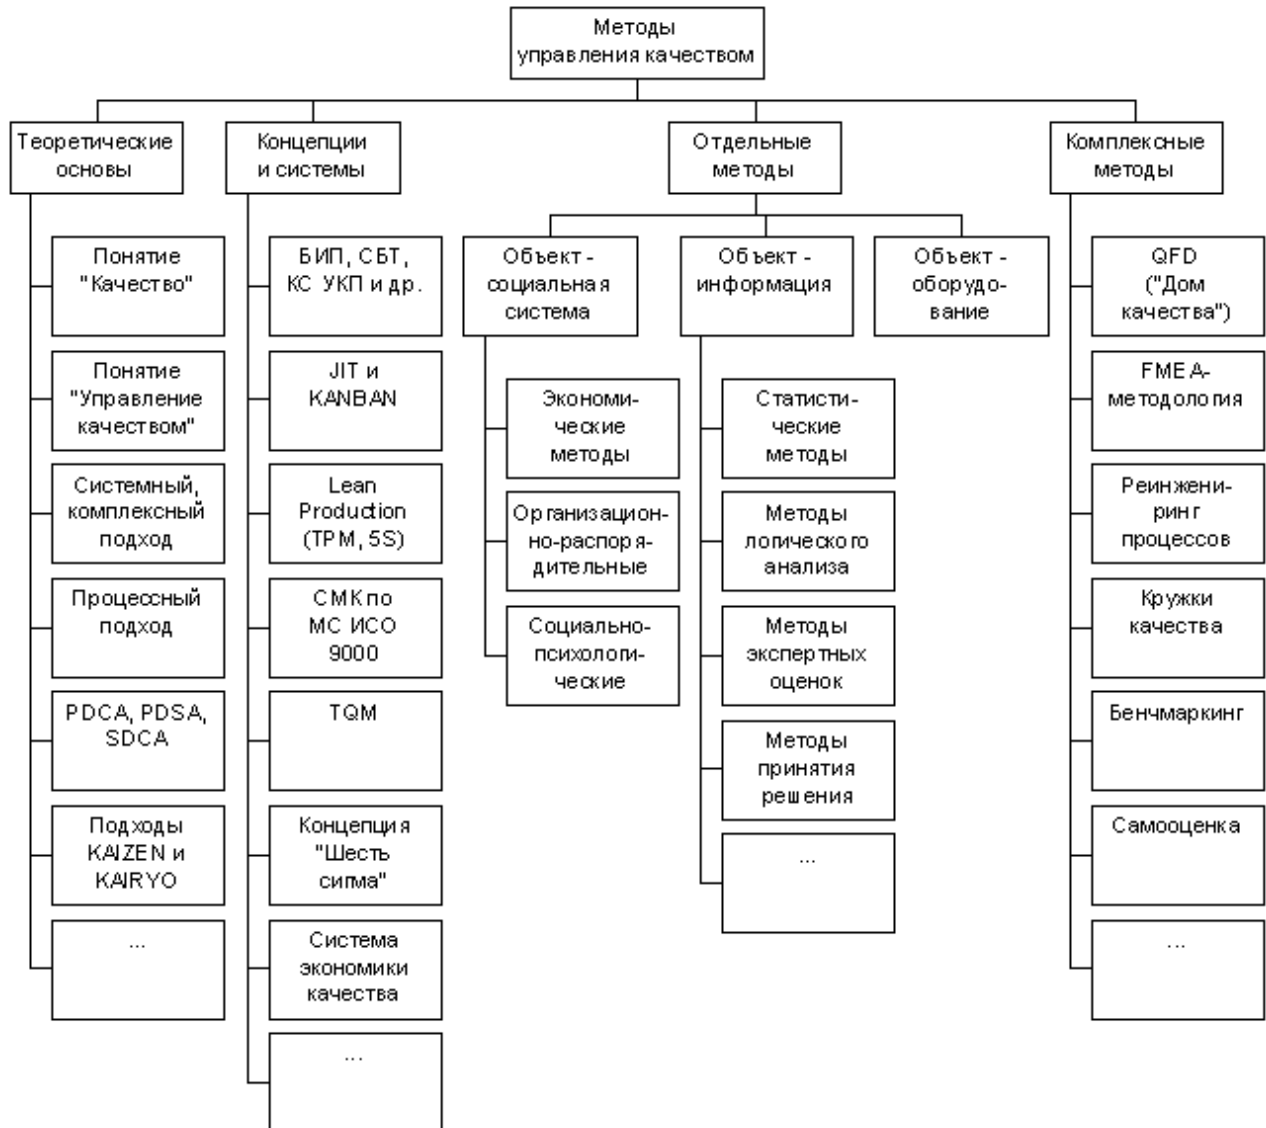 Методы
управления качеством
Теоретические
основы
Концепции
и системы
Отдельные
методы
Комплексные
методы
Понятие
"Качество"
Понятие
"Управление
качеством"
Системный,
комплексный
подход
Процессный
подход
PDCA, PDSA,
SDCA
Подходы
KAIZEN и
KAIRYO
...
БИП, СБТ,
КС УКП и др.
JIT и
KANBAN
Lean
Production
(TPM, 5S)
СМК по
МС ИСО
9000
TQM
Концепция
"Шесть
сигма"
Система
экономики
качества
...
Объект -
социальная
система
Экономи-
ческие
методы
Организацион-
но-распоря-
дительные
Социально-
психологи-
ческие
Объект -
информация
Статисти-
ческие
методы
Методы
логического
анализа
Методы
экспертных
оценок
Методы
принятия
решения
...
Объект -
оборудо-
вание
QFD
("Дом
качества")
FMEA-
методология
Реинжени-
ринг
процессов
Кружки
качества
Бенчмаркинг
Самооценка
...